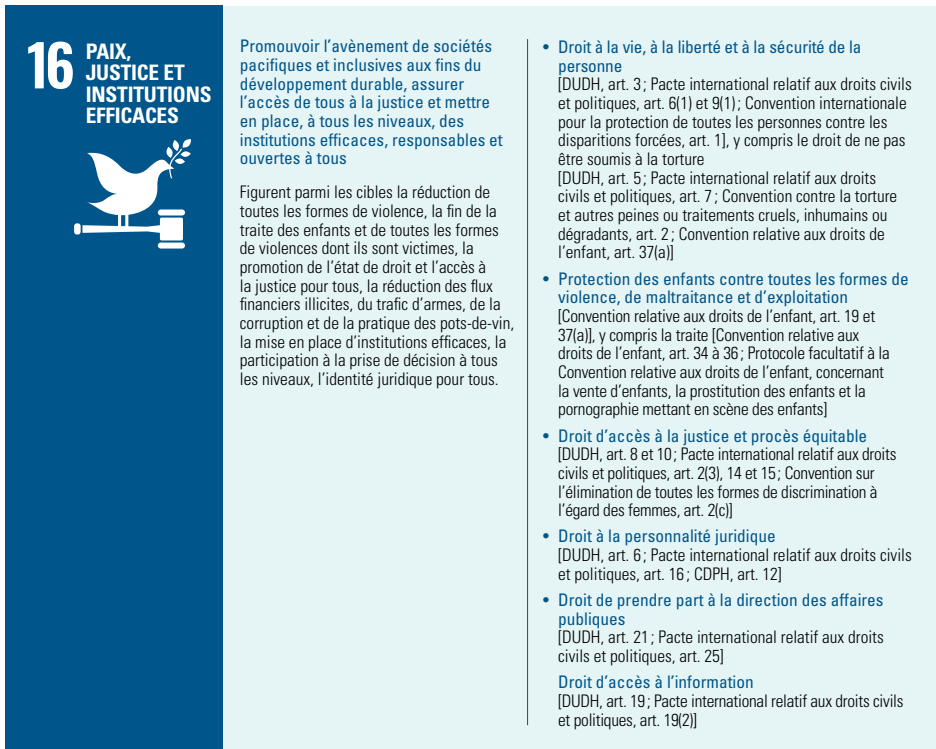 16 PAIX,
JUSTICE ET
INSTITUTIONS
EFFICACES
Promouvoir l’avènement de sociétés
pacifiques et inclusives aux fins du
développement durable, assurer
l’accès de tous à la justice et mettre
en place, à tous les niveaux, des
institutions efficaces, responsables et
ouvertes à tous
Figurent parmi les cibles la réduction de
toutes les formes de violence, la fin de la
traite des enfants et de toutes les formes
de violences dont ils sont victimes, la
promotion de l’état de droit et l’accès à
la justice pour tous, la réduction des flux
financiers illicites, du trafic d’armes, de la
corruption et de la pratique des pots-de-vin,
la mise en place d’institutions efficaces, la
participation à la prise de décision à tous
les niveaux, l’identité juridique pour tous.
• Droit à la vie, à la liberté et à la sécurité de la
personne
[DUDH, art. 3 ; Pacte international relatif aux droits civils
et politiques, art. 6(1) et 9(1) ; Convention internationale
pour la protection de toutes les personnes contre les
disparitions forcées, art. 1], y compris le droit de ne pas
être soumis à la torture
[DUDH, art. 5 ; Pacte international relatif aux droits
civils et politiques, art. 7 ; Convention contre la torture
et autres peines ou traitements cruels, inhumains ou
dégradants, art. 2 ; Convention relative aux droits de
l’enfant, art. 37(a)]
• Protection des enfants contre toutes les formes de
violence, de maltraitance et d’exploitation
[Convention relative aux droits de l’enfant, art. 19 et
37(a)], y compris la traite [Convention relative aux
droits de l’enfant, art. 34 à 36 ; Protocole facultatif à la
Convention relative aux droits de l’enfant, concernant
la vente d’enfants, la prostitution des enfants et la
pornographie mettant en scène des enfants]
• Droit d’accès à la justice et procès équitable
[DUDH, art. 8 et 10 ; Pacte international relatif aux droits
civils et politiques, art. 2(3), 14 et 15 ; Convention sur
l’élimination de toutes les formes de discrimination à
l’égard des femmes, art. 2(c)]
• Droit à la personnalité juridique
[DUDH, art. 6 ; Pacte international relatif aux droits civils
et politiques, art. 16 ; CDPH, art. 12]
• Droit de prendre part à la direction des affaires
publiques
[DUDH, art. 21 ; Pacte international relatif aux droits
civils et politiques, art. 25]
Droit d’accès à l’information
[DUDH, art. 19 ; Pacte international relatif aux droits civils
et politiques, art. 19(2)]